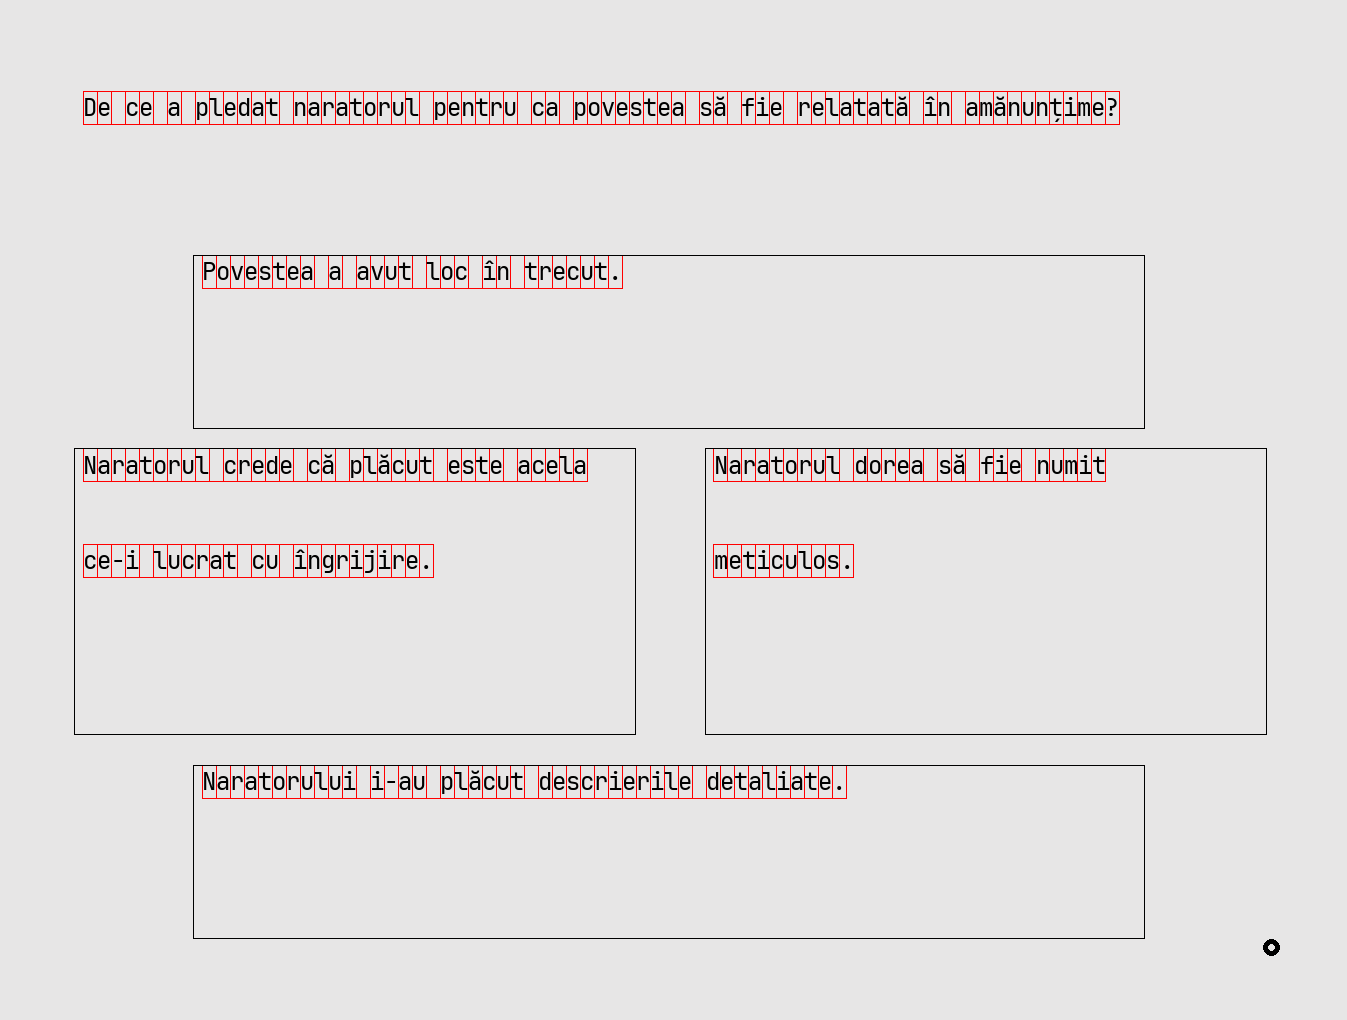 De ce a pledat naratorul pentru ca povestea să fie relatată în amănunțime?
Povestea a avut loc în trecut.
Naratorul crede că plăcut este acela
ce-i lucrat cu îngrijire.
Naratorul dorea să fie numit
meticulos.
Naratorului i-au plăcut descrierile detaliate.